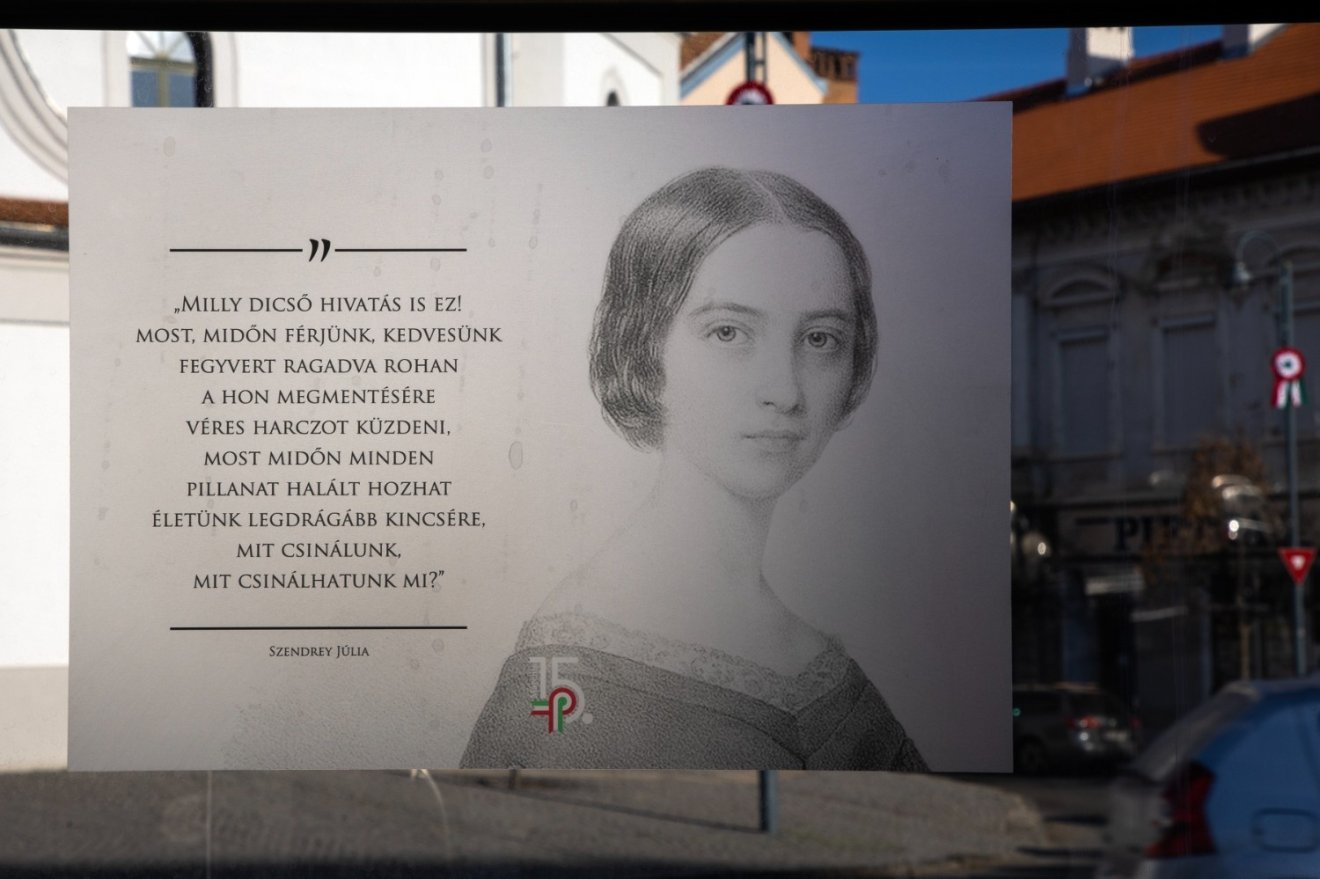 ”
„Milly dicső hivatás is ez!
most, midőn férjünk, kedvesünk
fegyvert ragadva rohan
a hon megmentésére
véres harczot küzdeni,
most midőn minden
pillanat halált hozhat
életünk legdrágább kincsére,
mit csinálunk,
mit csinálhatunk mi?”
Szendrey Júlia
15
P.